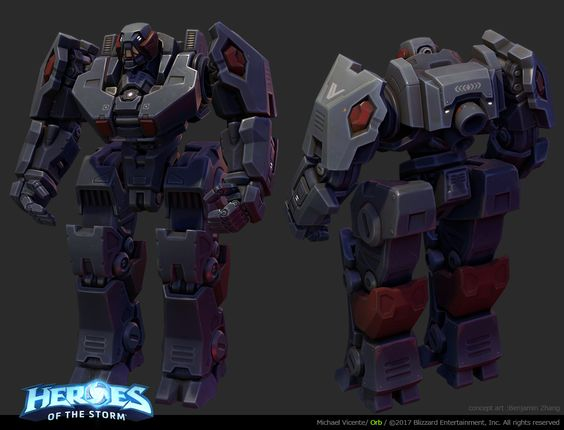 HEROES
OF THE STORM
concept art :Benjamin Zhang
Michael Vicente/ Orb / ©2017 Blizzard Entertainment, Inc. All rights reserved